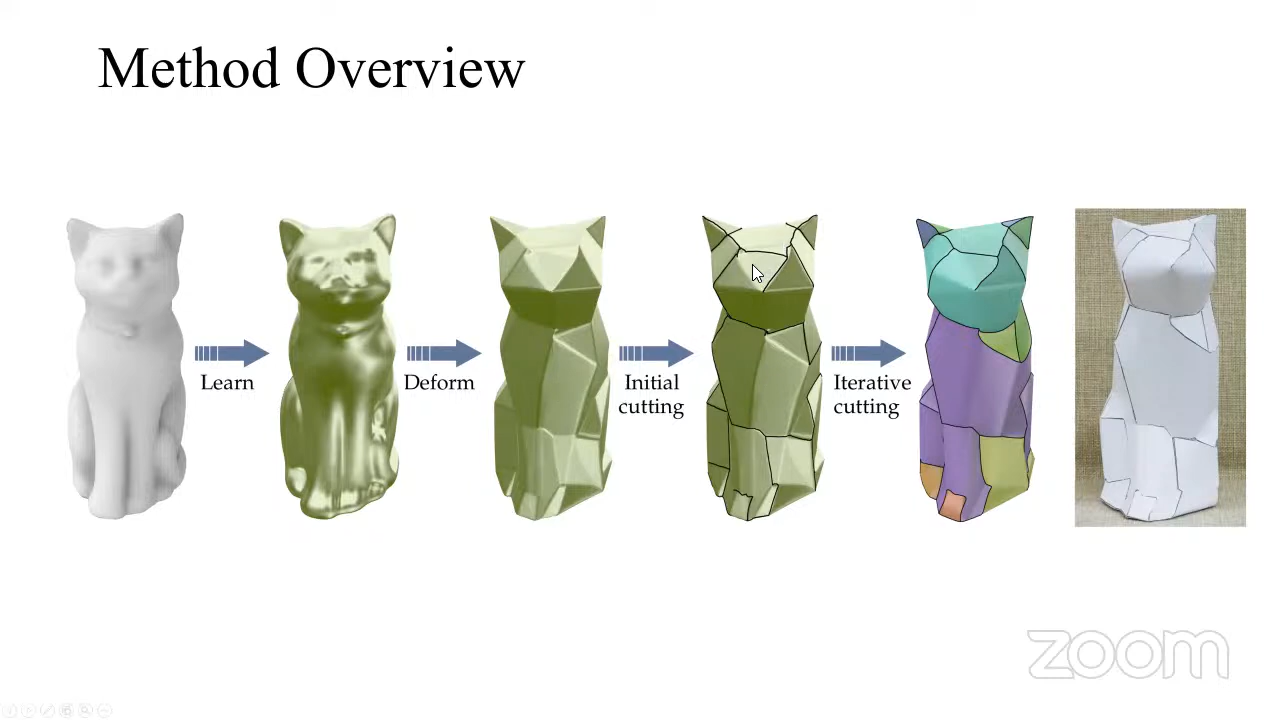 Method Overview
Learn
Deform
Initial
cutting
Iterative
cutting
zoom